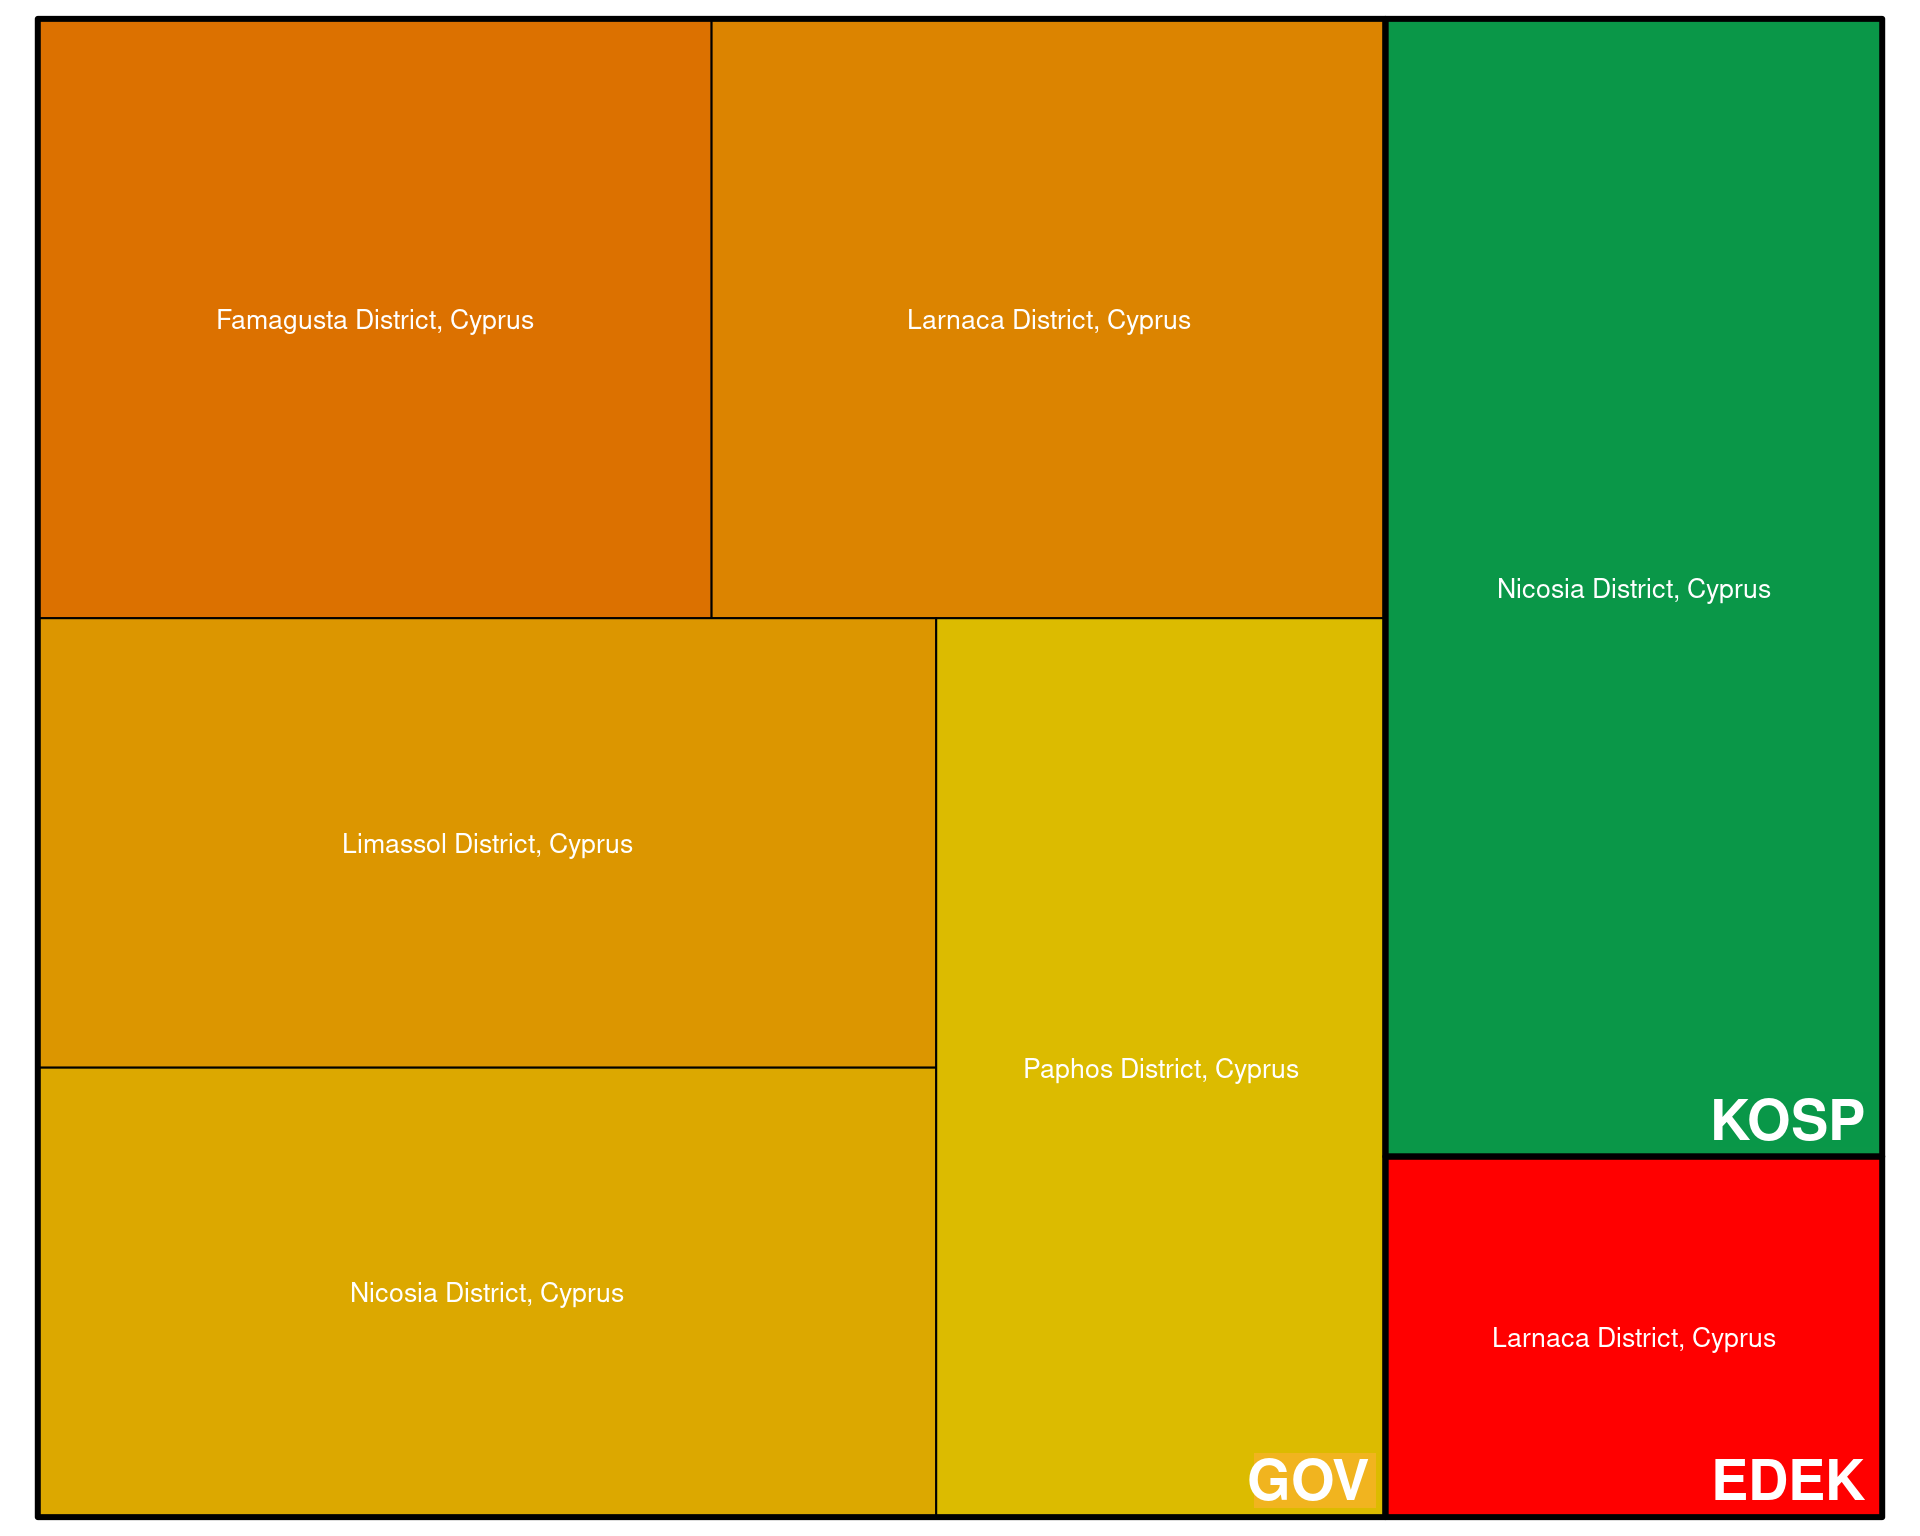 Famagusta District, Cyprus
Larnaca District, Cyprus
Nicosia District, Cyprus
Limassol District, Cyprus
Paphos District, Cyprus
KOSP
Nicosia District, Cyprus
Larnaca District, Cyprus
GOV
EDEK